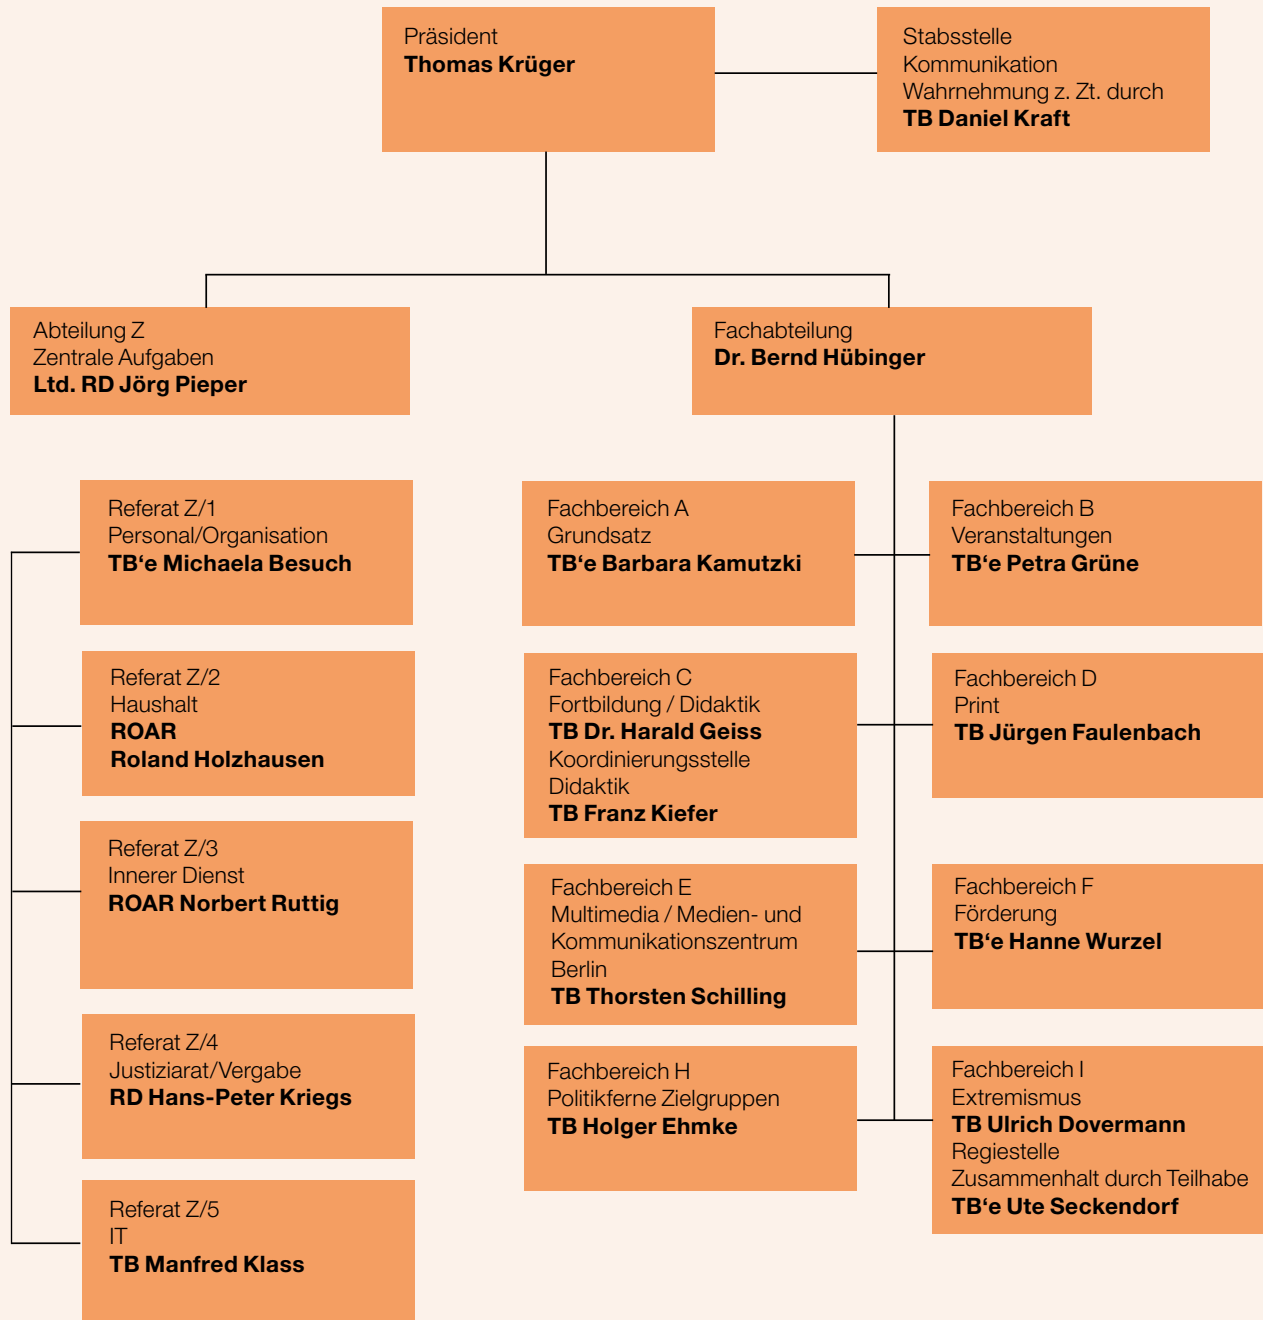 Präsident
Thomas Krüger
Stabsstelle
Kommunikation
Wahrnehmung z. Zt. durch
TB Daniel Kraft
Abteilung Z
Zentrale Aufgaben
Ltd. RD Jörg Pieper
Fachabteilung
Dr. Bernd Hübinger
Referat Z/1
Personal/Organisation
TB‘e Michaela Besuch
Referat Z/2
Haushalt
ROAR
Roland Holzhausen
Referat Z/3
Innerer Dienst
ROAR Norbert Ruttig
Referat Z/4
Justiziarat/Vergabe
RD Hans-Peter Kriegs
Referat Z/5
IT
TB Manfred Klass
Fachbereich A
Grundsatz
TB‘e Barbara Kamutzki
Fachbereich B
Veranstaltungen
TB‘e Petra Grüne
Fachbereich C
Fortbildung / Didaktik
TB Dr. Harald Geiss
Koordinierungsstelle
Didaktik
TB Franz Kiefer
Fachbereich D
Print
TB Jürgen Faulenbach
Fachbereich E
Multimedia / Medien- und
Kommunikationszentrum
Berlin
TB Thorsten Schilling
Fachbereich F
Förderung
TB‘e Hanne Wurzel
Fachbereich H
Politikferne Zielgruppen
TB Holger Ehmke
Fachbereich I
Extremismus
TB Ulrich Dovermann
Regiestelle
Zusammenhalt durch Teilhabe
TB‘e Ute Seckendorf